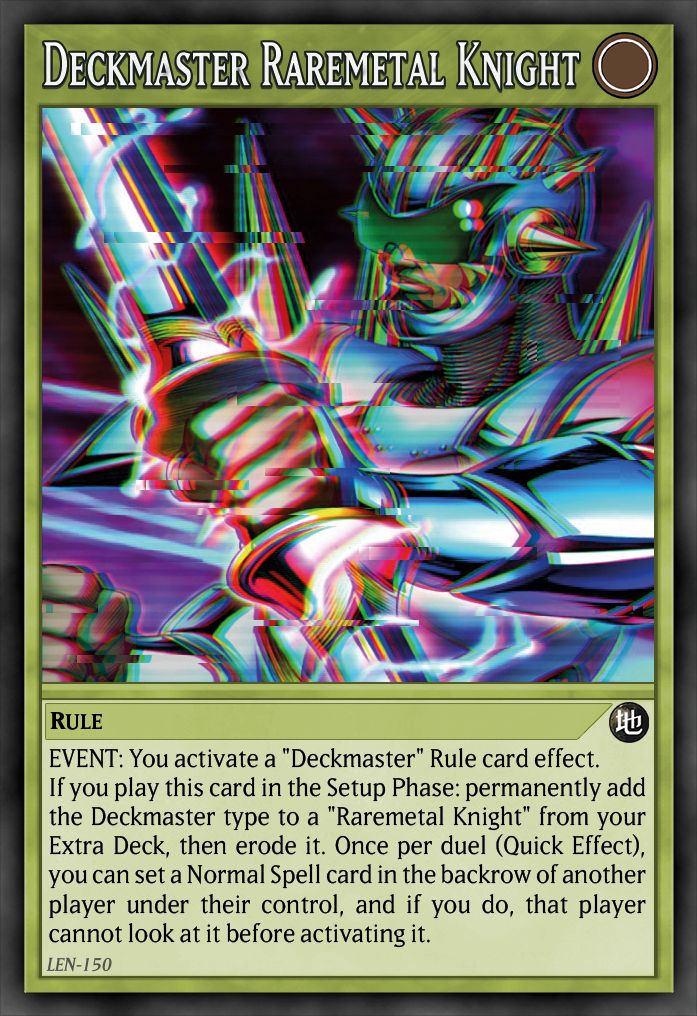 Deckmaster Raremetal Knight
Rule
EVENT: You activate a "Deckmaster" Rule card effect.
If you play this card in the Setup Phase: permanently add
the Deckmaster type to a "Raremetal Knight" from your
Extra Deck, then erode it. Once per duel (Quick Effect),
you can set a Normal Spell card in the backrow of another
player under their control, and if you do, that player
cannot look at it before activating it.
LEN-150